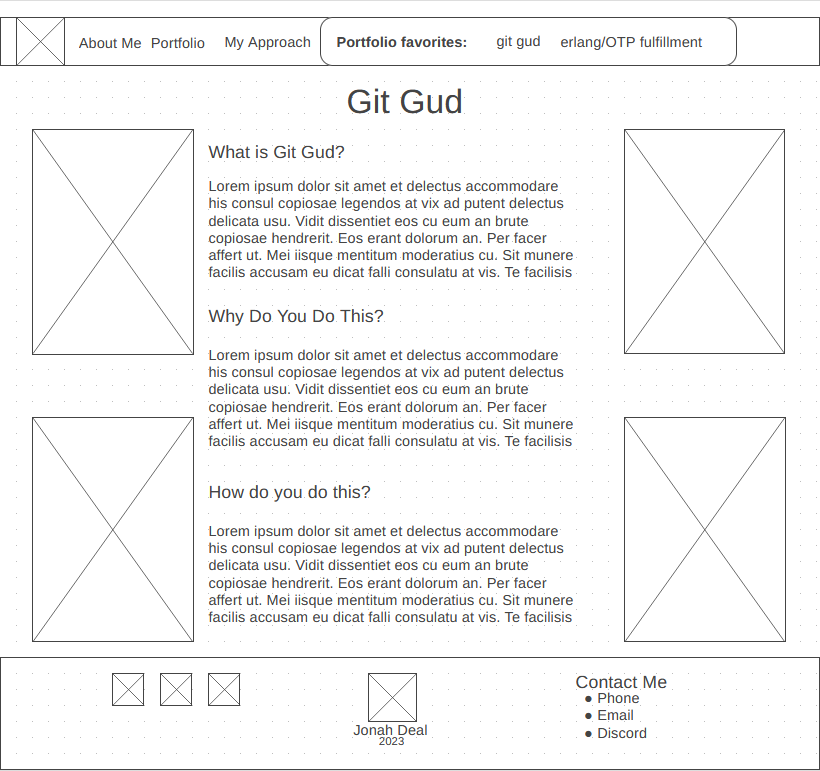 About Me Portfolio My Approach Portfolio favorites: git gud erlang/OTP fulfillment
Git Gud
What is Git Gud?
Lorem ipsum dolor sit amet et delectus accommodare
his consul copiosae legendos at vix ad putent delectus
delicata usu. Vidit dissentiet eos cu eum an brute
copiosae hendrerit. Eos erant dolorum an. Per facer
affert ut. Mei iisque mentitum moderatius cu. Sit munere
facilis accusam eu dicat falli consulatu at vis. Te facilisis
Why Do You Do This?
Lorem ipsum dolor sit amet et delectus accommodare
his consul copiosae legendos at vix ad putent delectus
delicata usu. Vidit dissentiet eos cu eum an brute
copiosae hendrerit. Eos erant dolorum an. Per facer
affert ut. Mei iisque mentitum moderatius cu. Sit munere
facilis accusam eu dicat falli consulatu at vis. Te facilisis
How do you do this?
Lorem ipsum dolor sit amet et delectus accommodare
his consul copiosae legendos at vix ad putent delectus
delicata usu. Vidit dissentiet eos cu eum an brute
copiosae hendrerit. Eos erant dolorum an. Per facer
affert ut. Mei iisque mentitum moderatius cu. Sit munere
facilis accusam eu dicat falli consulatu at vis. Te facilisis
Jonah Deal
2023
Contact Me
● Phone
● Email
● Discord